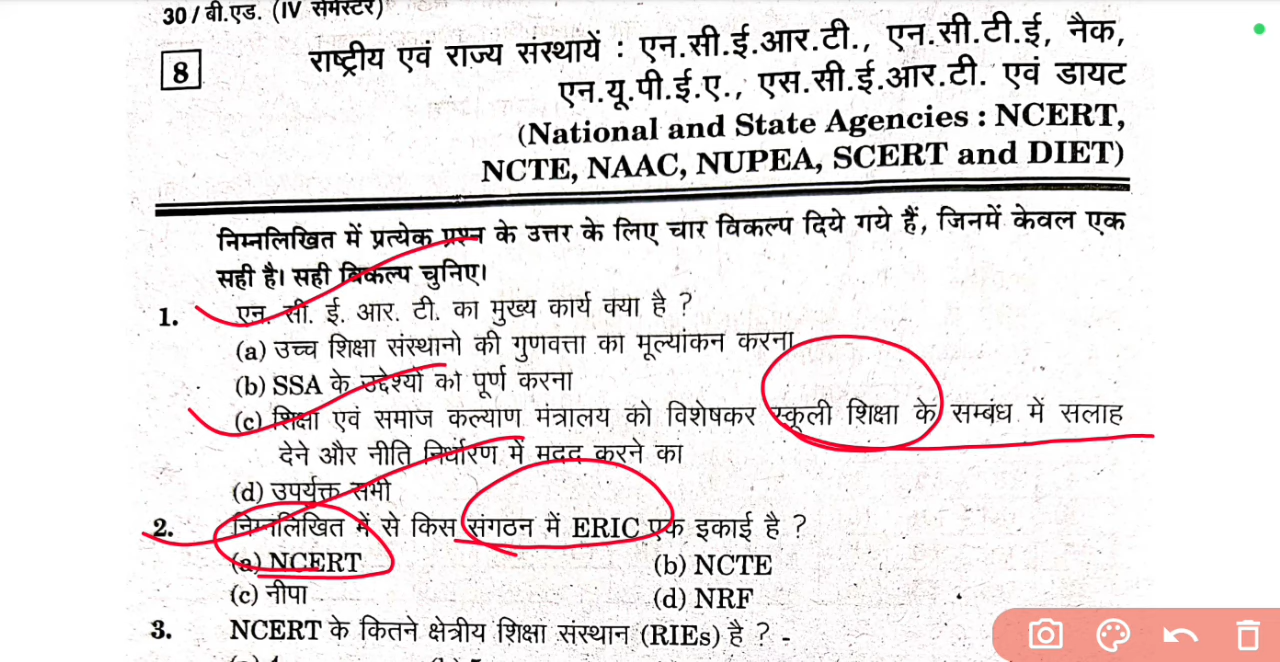 30 / बी.एड. (IV सेमेस्टर)
8
राष्ट्रीय एवं राज्य संस्थायें : एन.सी.ई.आर.टी., एन.सी.टी.ई, नैक,
एन.यू.पी.ई.ए., एस.सी.ई.आर.टी. एवं डायट
(National and State Agencies : NCERT,
NCTE, NAAC, NUPEA, SCERT and DIET)
निम्नलिखित में प्रत्येक प्रश्न के उत्तर के लिए चार विकल्प दिये गये हैं, जिनमें केवल एक
सही है। सही विकल्प चुनिए।
1. एन. सी. ई. आर. टी. का मुख्य कार्य क्या है ?
(a) उच्च शिक्षा संस्थानो की गुणवत्ता का मूल्यांकन करना
(b) SSA के उद्देश्यों को पूर्ण करना
(c) शिक्षा एवं समाज कल्याण मंत्रालय को विशेषकर स्कूली शिक्षा के सम्बंध में सलाह
देने और नीति निर्धारण में मदद करने का
(d) उपर्युक्त सभी
2. निम्नलिखित में से किस संगठन में ERIC एक इकाई है ?
(a) NCERT (b) NCTE
(c) नीपा (d) NRF
3. NCERT के कितने क्षेत्रीय शिक्षा संस्थान (RIEs) है ? -